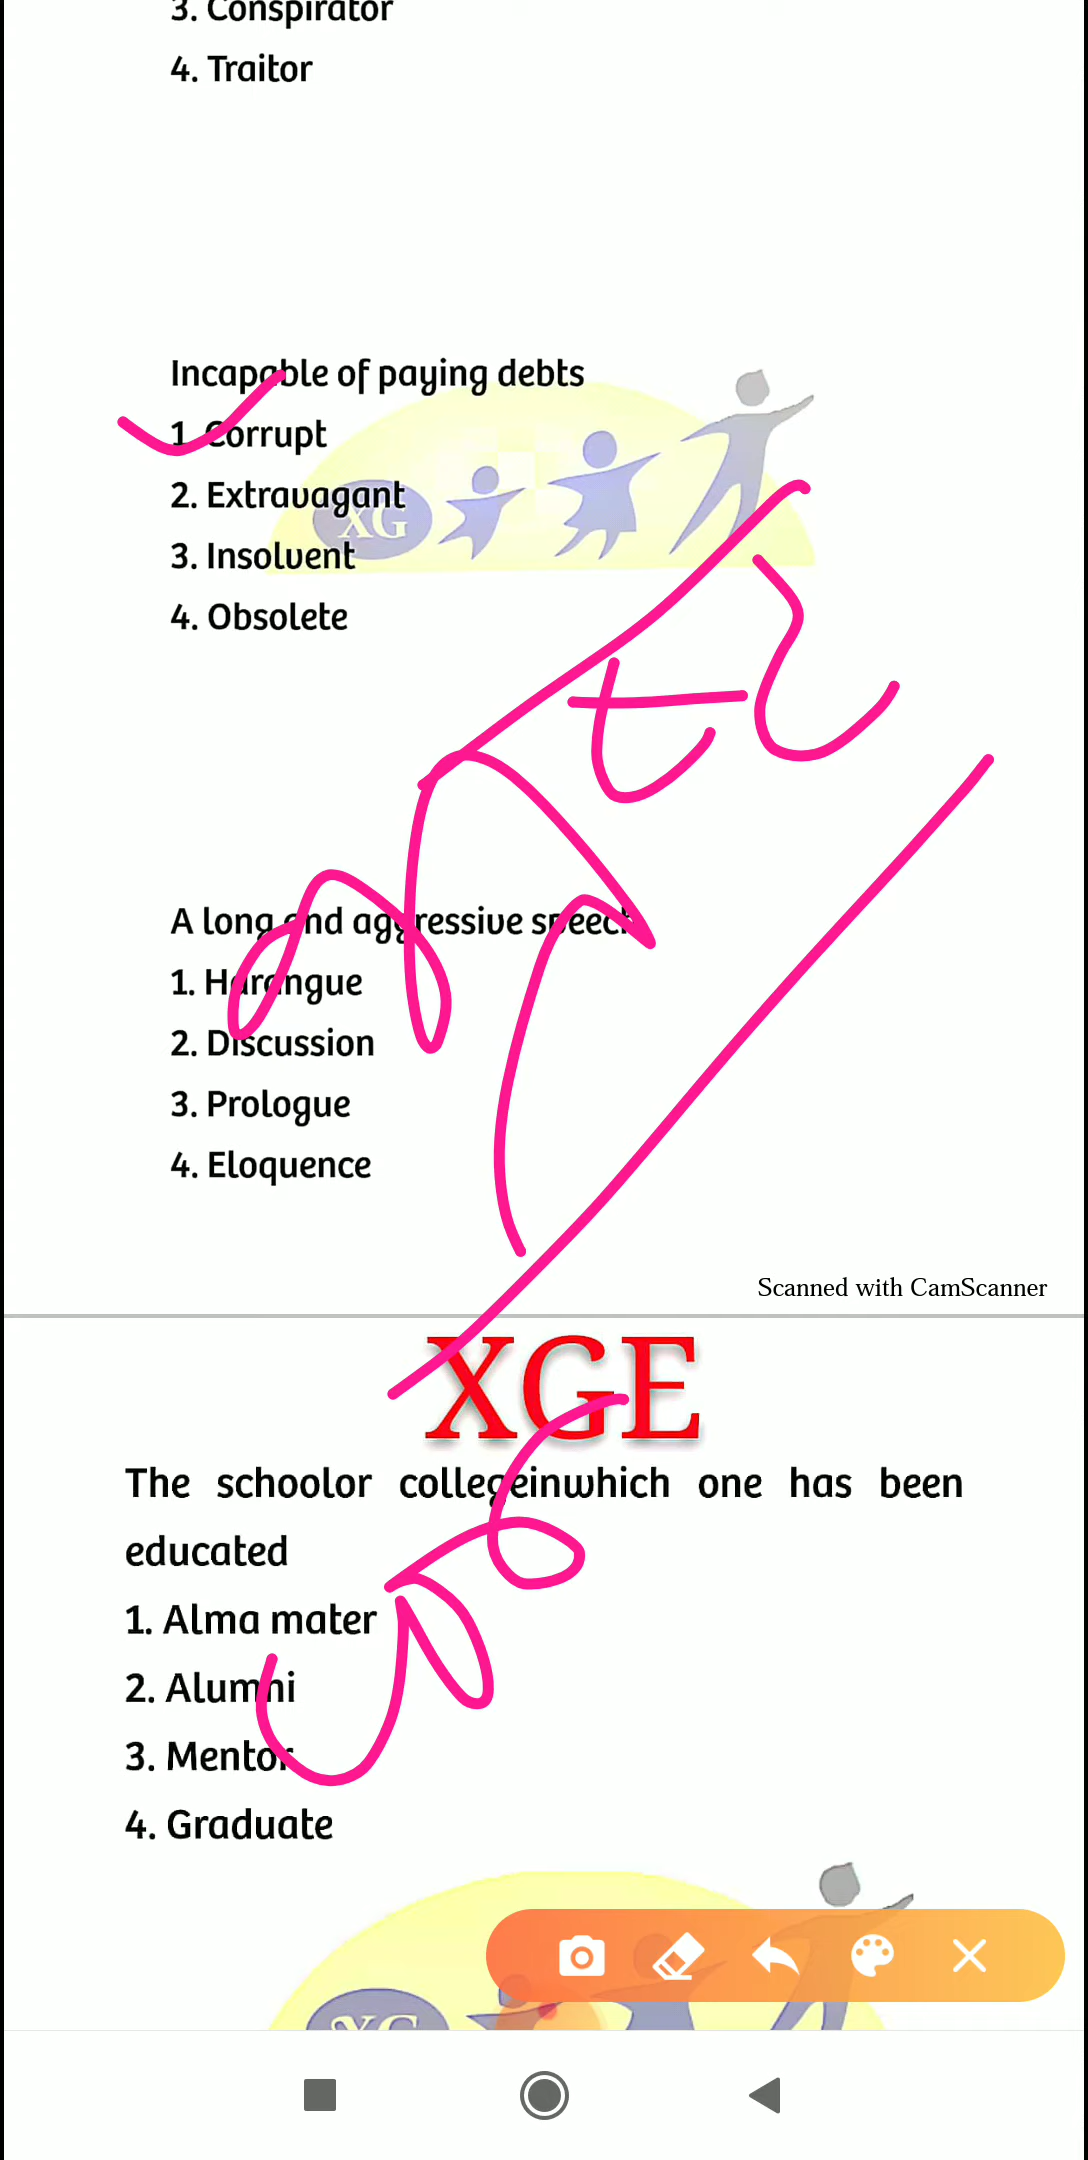 3. Conspirator
4. Traitor
Incapable of paying debts
1. Corrupt
2. Extravagant
XG
3. Insolvent
4. Obsolete
A long and aggressive speech
1. Harangue
2. Discussion
3. Prologue
4. Eloquence
Scanned with CamScanner
XGE
The schoolor collegeinwhich one has been
educated
1. Alma mater
2. Alumni
3. Mentor
4. Graduate
XG